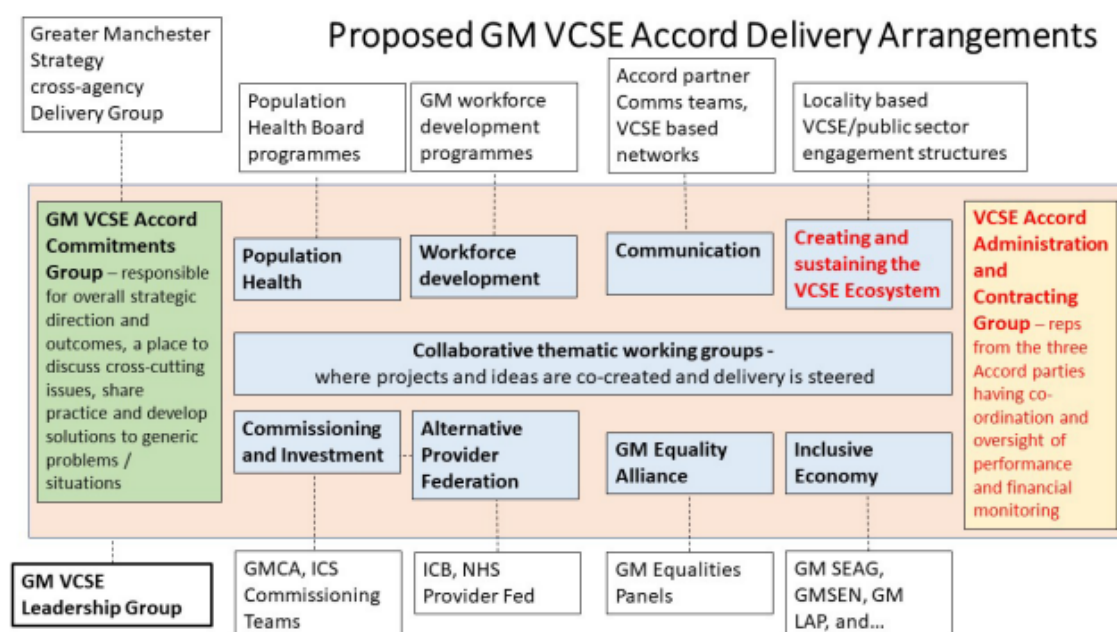 Proposed GM VCSE Accord Delivery Arrangements
Greater Manchester
Strategy
cross-agency
Delivery Group
Population
Health Board
programmes
GM workforce
development
programmes
Accord partner
Comms teams,
VCSE based
networks
Locality based
VCSE/public sector
engagement structures
GM VCSE Accord
Commitments
Group – responsible
for overall strategic
direction and
outcomes, a place to
discuss cross-cutting
issues, share
practice and develop
solutions to generic
problems /
situations
Population
Health
Workforce
development
Communication
Creating and
sustaining the
VCSE Ecosystem
VCSE Accord
Administration
and
Contracting
Group – reps
from the three
Accord parties
having co-
ordination and
oversight of
performance
and financial
monitoring
Collaborative thematic working groups -
where projects and ideas are co-created and delivery is steered
Commissioning
and Investment
Alternative
Provider
Federation
GM Equality
Alliance
Inclusive
Economy
GM VCSE
Leadership Group
GMCA, ICS
Commissioning
Teams
ICB, NHS
Provider Fed
GM Equalities
Panels
GM SEAG,
GMSEN, GM
LAP, and...